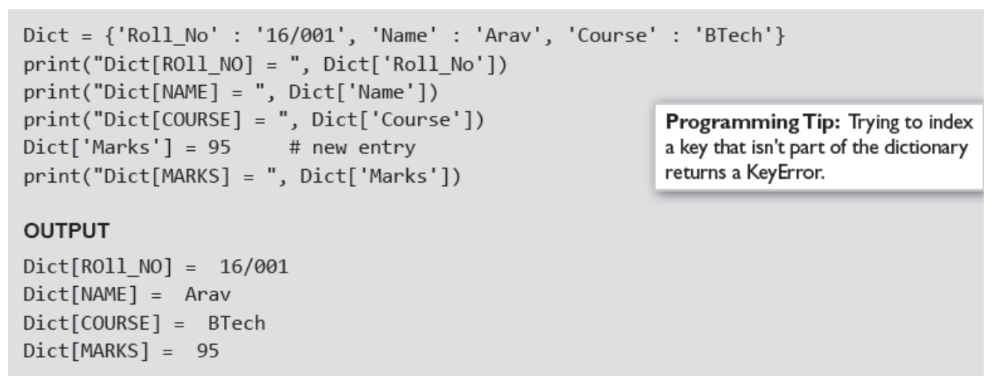 Dict = {'Roll_No' : '16/001', 'Name' : 'Arav', 'Course' : 'BTech'}
print("Dict[ROll_NO] = ", Dict['Roll_No'])
print("Dict[NAME] = ", Dict['Name'])
print("Dict[COURSE] = ", Dict['Course'])
Dict['Marks'] = 95     # new entry
print("Dict[MARKS] = ", Dict['Marks'])
Programming Tip: Trying to index
a key that isn't part of the dictionary
returns a KeyError.
OUTPUT
Dict[ROll_NO] =  16/001
Dict[NAME] =  Arav
Dict[COURSE] =  BTech
Dict[MARKS] =  95